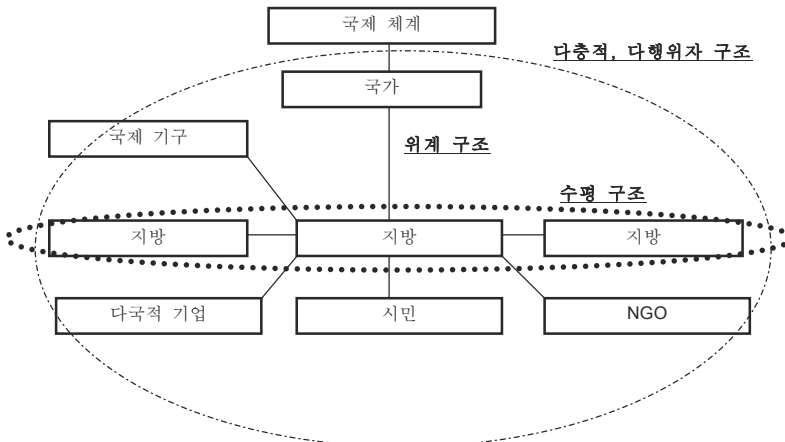 국제 체계
다층적, 다행위자 구조
국가
국제 기구
위계 구조
수평 구조
지방
지방
지방
다국적 기업
시민
NGO